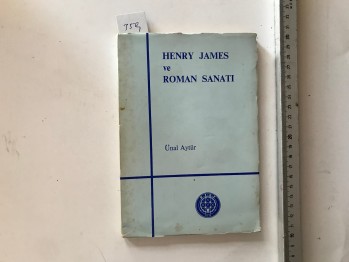 HENRY JAMES
ve
ROMAN SANATI
Ünal Aytür